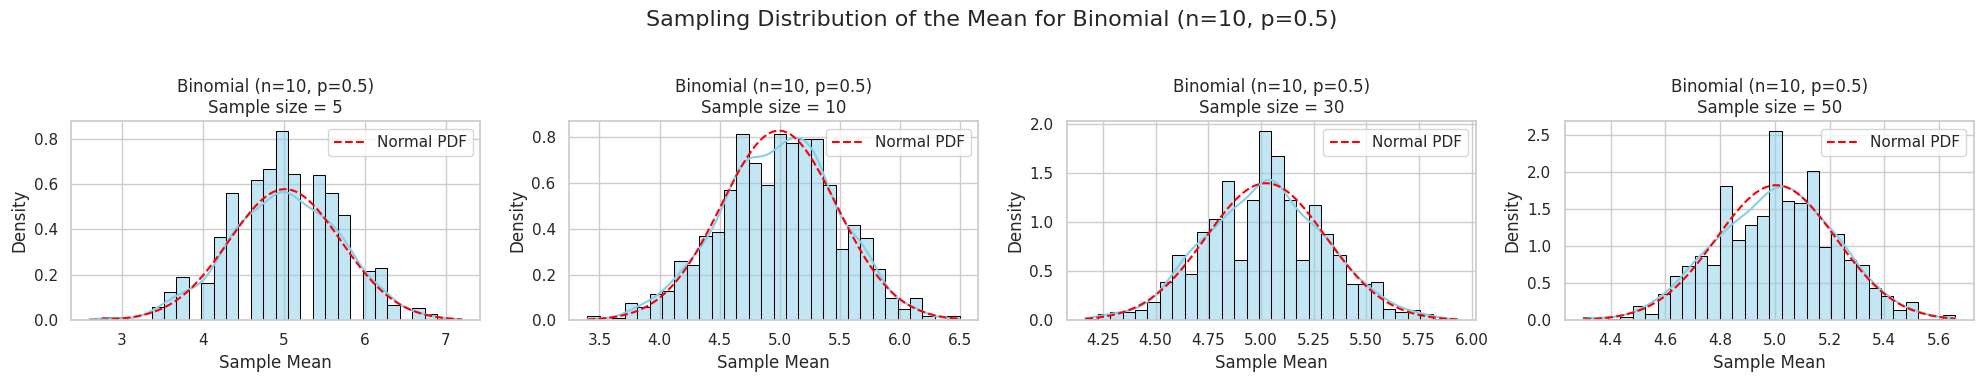 Sampling Distribution of the Mean for Binomial (n=10, p=0.5)
Binomial (n=10, p=0.5)
Sample size = 5
Normal PDF
Density
0.8
0.6
0.4
0.2
0.0
3 4 5 6 7
Sample Mean
Binomial (n=10, p=0.5)
Sample size = 10
Normal PDF
Density
0.8
0.6
0.4
0.2
0.0
3.5 4.0 4.5 5.0 5.5 6.0 6.5
Sample Mean
Binomial (n=10, p=0.5)
Sample size = 30
Normal PDF
Density
2.0
1.5
1.0
0.5
0.0
4.25 4.50 4.75 5.00 5.25 5.50 5.75 6.00
Sample Mean
Binomial (n=10, p=0.5)
Sample size = 50
Normal PDF
Density
2.5
2.0
1.5
1.0
0.5
0.0
4.4 4.6 4.8 5.0 5.2 5.4 5.6
Sample Mean